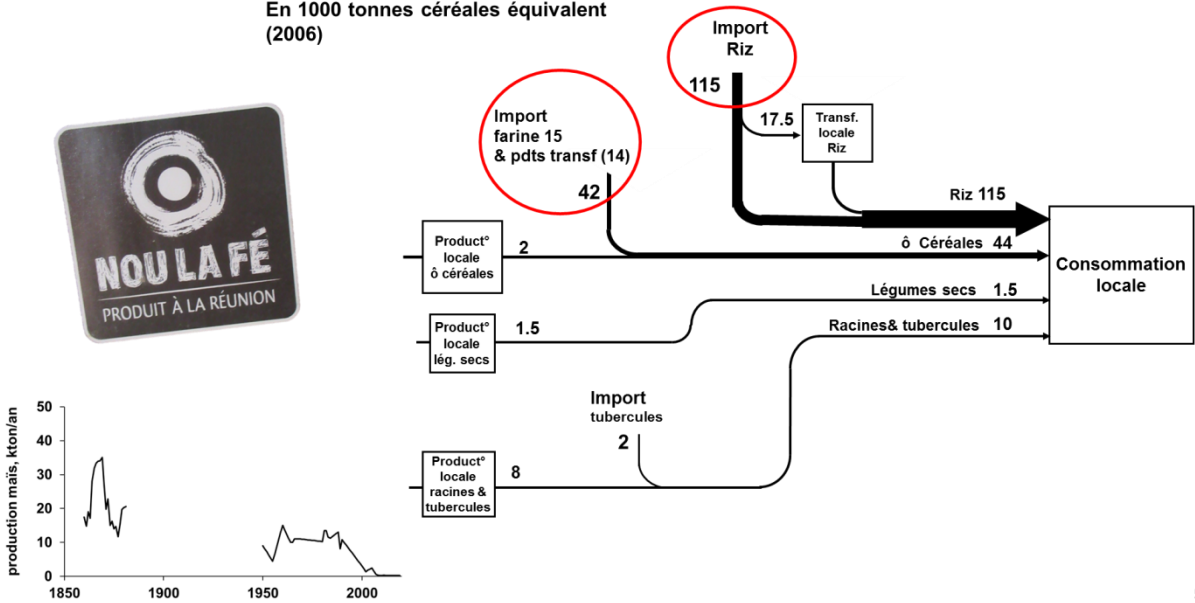 En 1000 tonnes céréales équivalent
(2006)
Import
Riz
115
17.5
Transf.
locale
Riz
Import
farine 15
& pdts transf (14)
42
Riz 115
Product°
locale
ô céréales
2
ô Céréales 44
Consommation
locale
Légumes secs 1.5
Product°
locale
lég. secs
1.5
Racines& tubercules 10
Import
tubercules
2
Product°
locale
racines &
tubercules
8
NOU LA FÉ
PRODUIT À LA RÉUNION
production maïs, kton/an
50
40
30
20
10
0
1850 1900 1950 2000